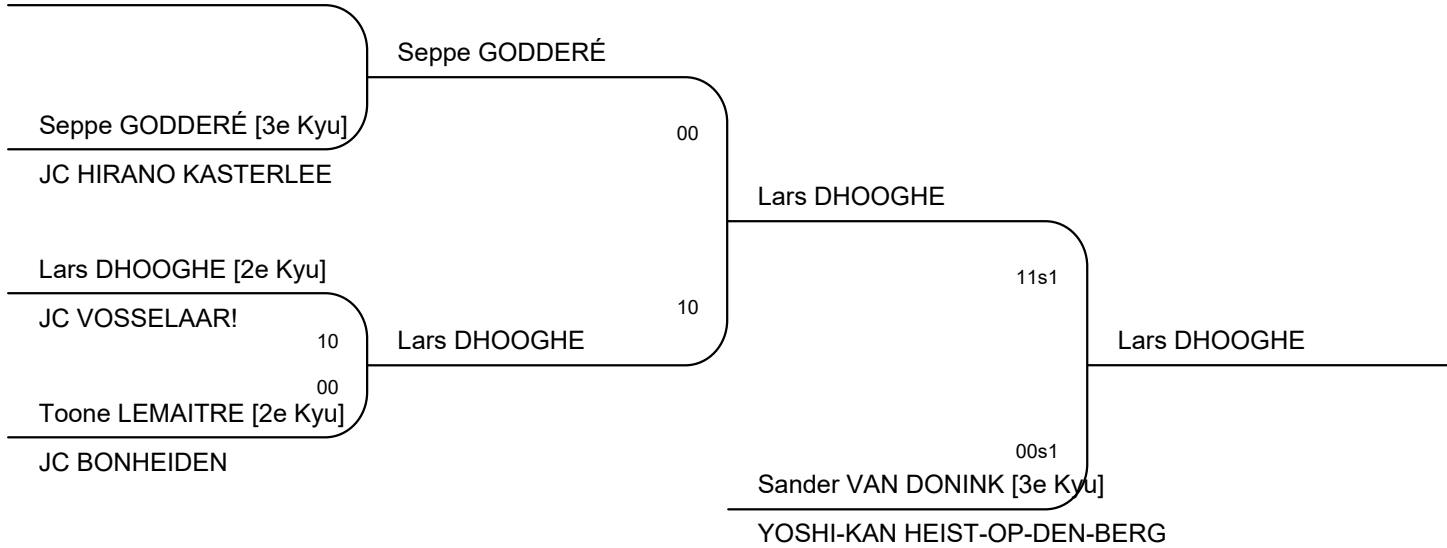 Seppe GODDERÉ
00
Seppe GODDERÉ [3e Kyu]
JC HIRANO KASTERLEE
Lars DHOOGHE
Lars DHOOGHE [2e Kyu]
11s1
JC VOSSELAAR!
10
10
Lars DHOOGHE
Lars DHOOGHE
00
Toone LEMAITRE [2e Kyu]
JC BONHEIDEN
00s1
Sander VAN DONINK [3e Kyu]
YOSHI-KAN HEIST-OP-DEN-BERG